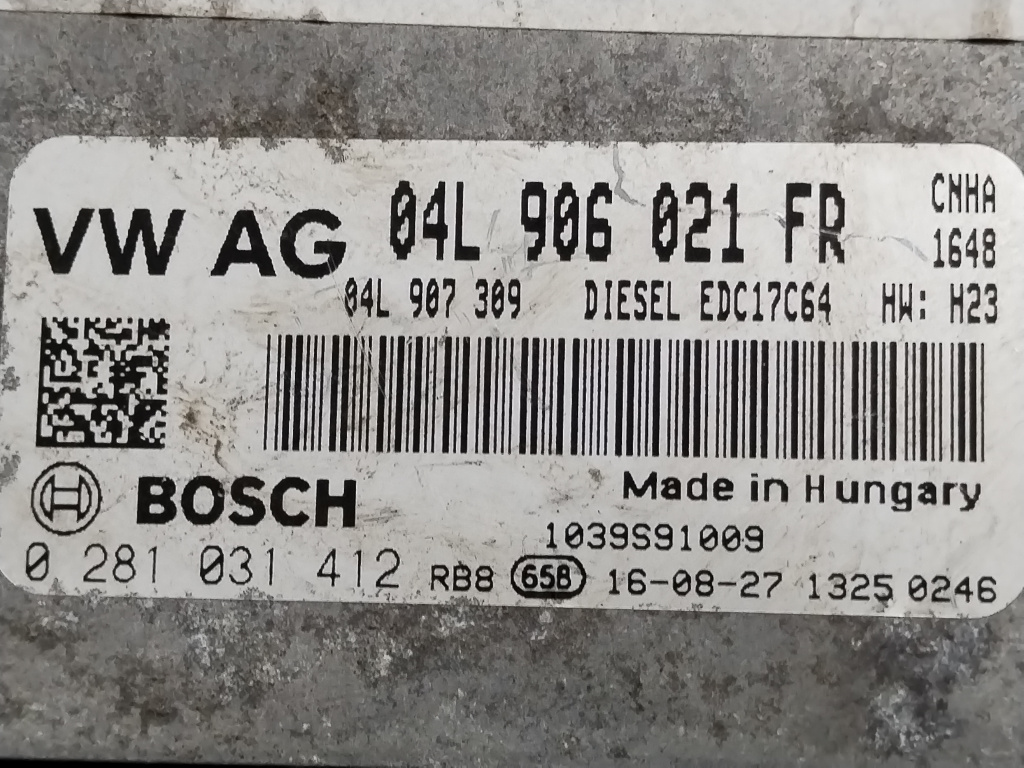 VW AG 04L 906 021 FR CNHA
1648
04L 907 309 DIESEL EDC17C64 HW: H23
BOSCH Made in Hungary
1039S91009
0 281 031 412 RB8 65B 16-08-27 1325 0246